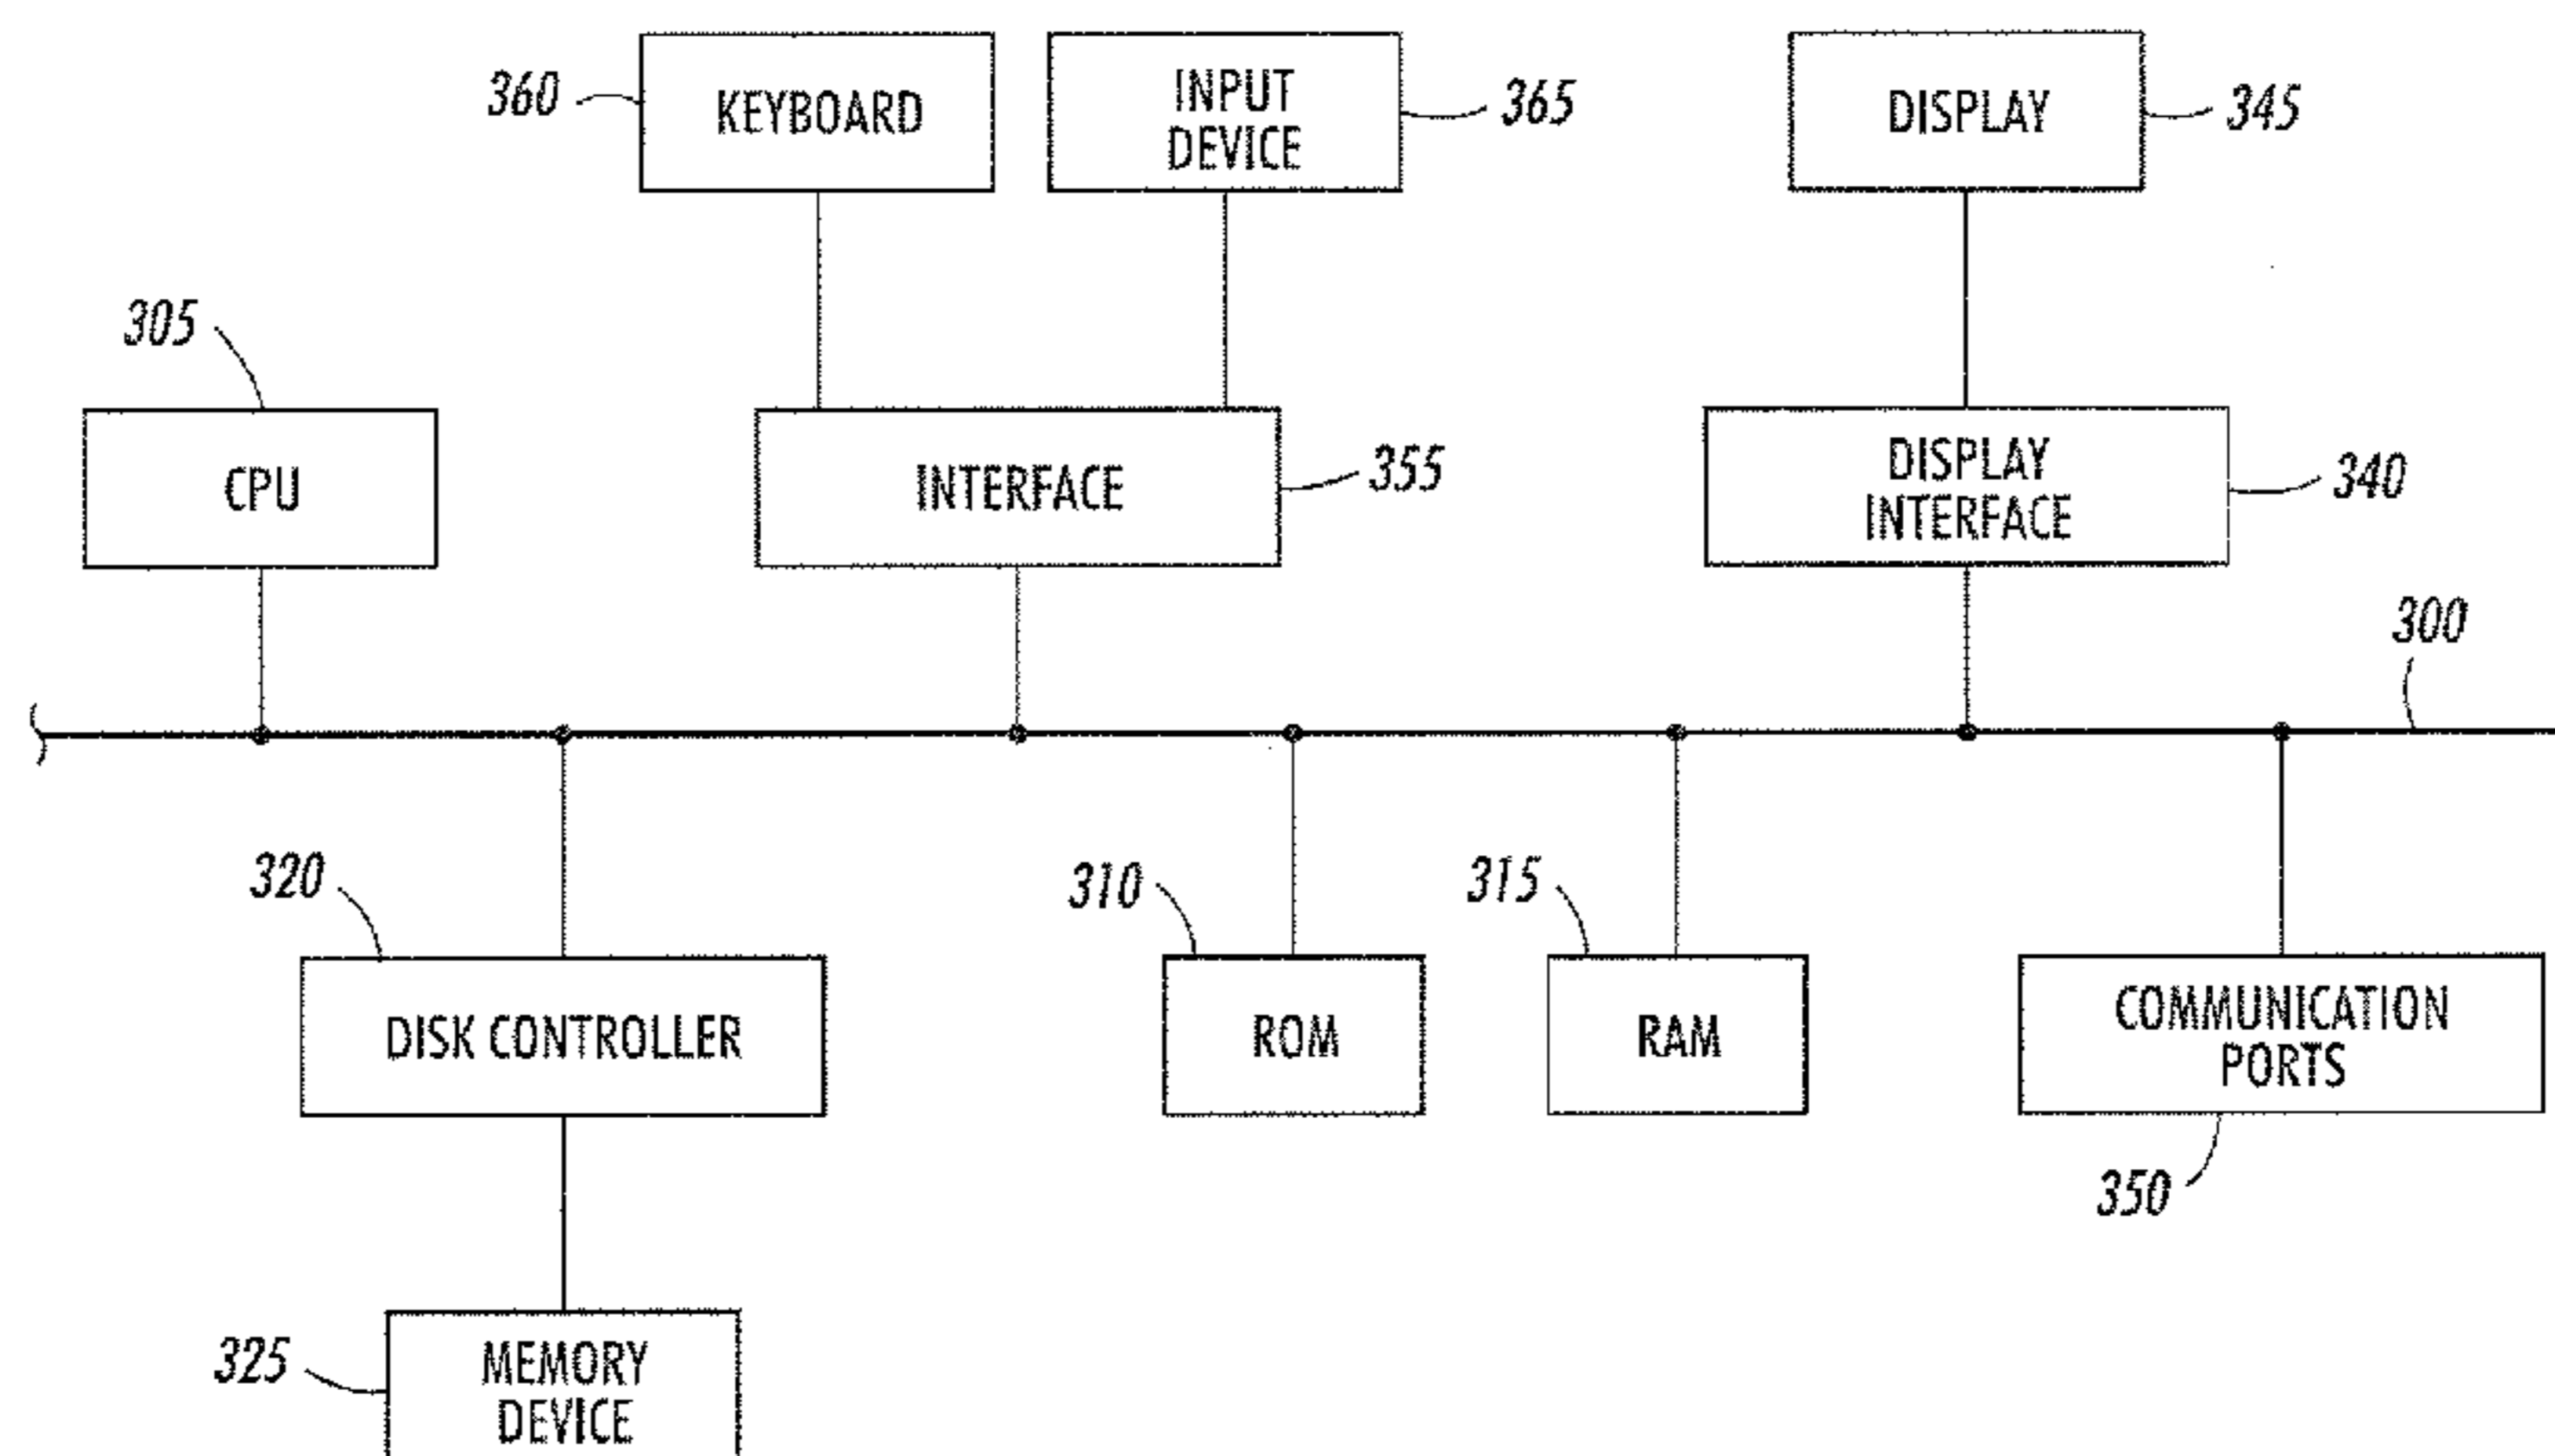 360
KEYBOARD
INPUT
DEVICE
365
DISPLAY
345
305
CPU
INTERFACE
355
DISPLAY
INTERFACE
340
300
320
DISK CONTROLLER
310
ROM
315
RAM
COMMUNICATION
PORTS
350
325
MEMORY
DEVICE